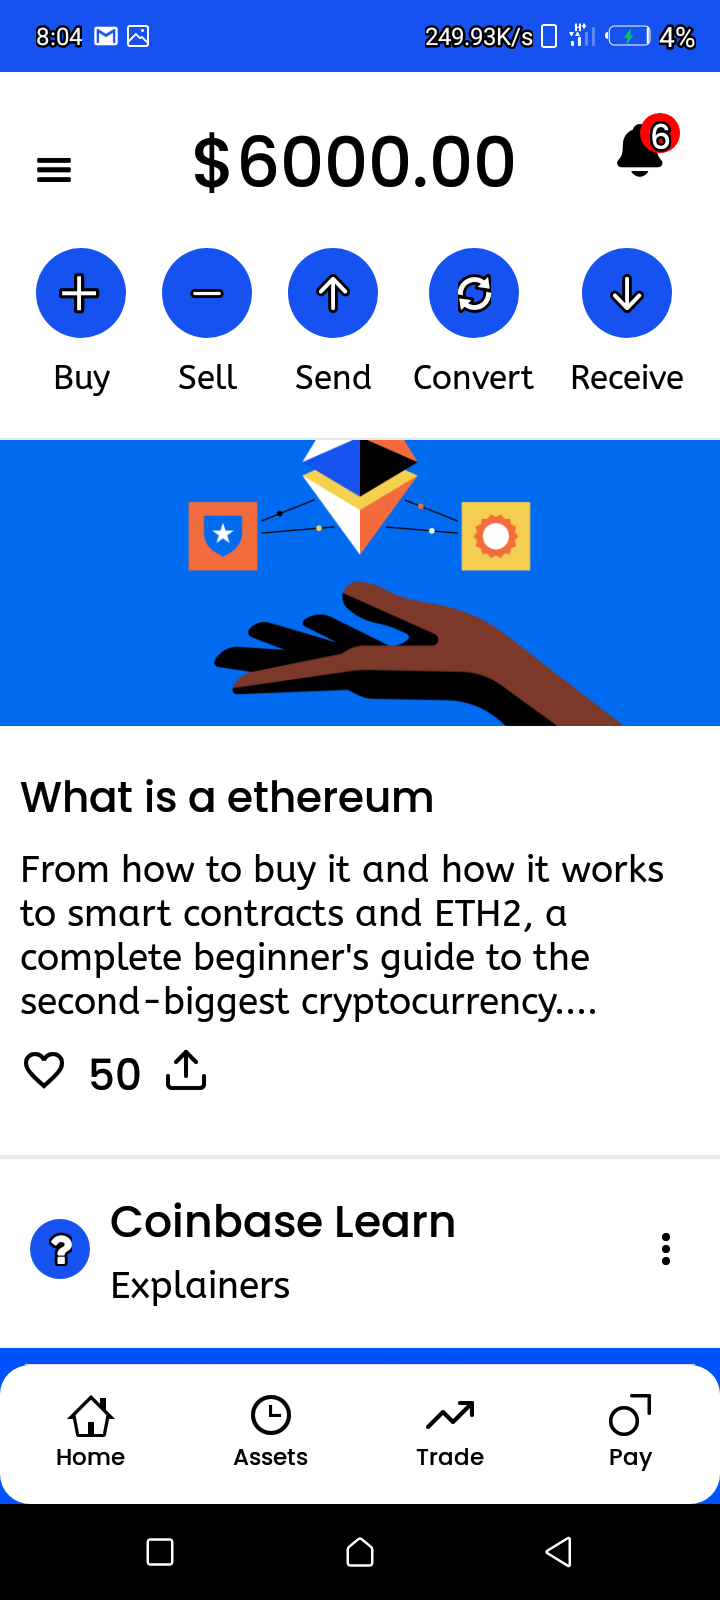 8:04 249.93K/s H+ 4%
$6000.00 6
Buy Sell Send Convert Receive
What is a ethereum
From how to buy it and how it works
to smart contracts and ETH2, a
complete beginner's guide to the
second-biggest cryptocurrency....
50
Coinbase Learn
Explainers
Home Assets Trade Pay